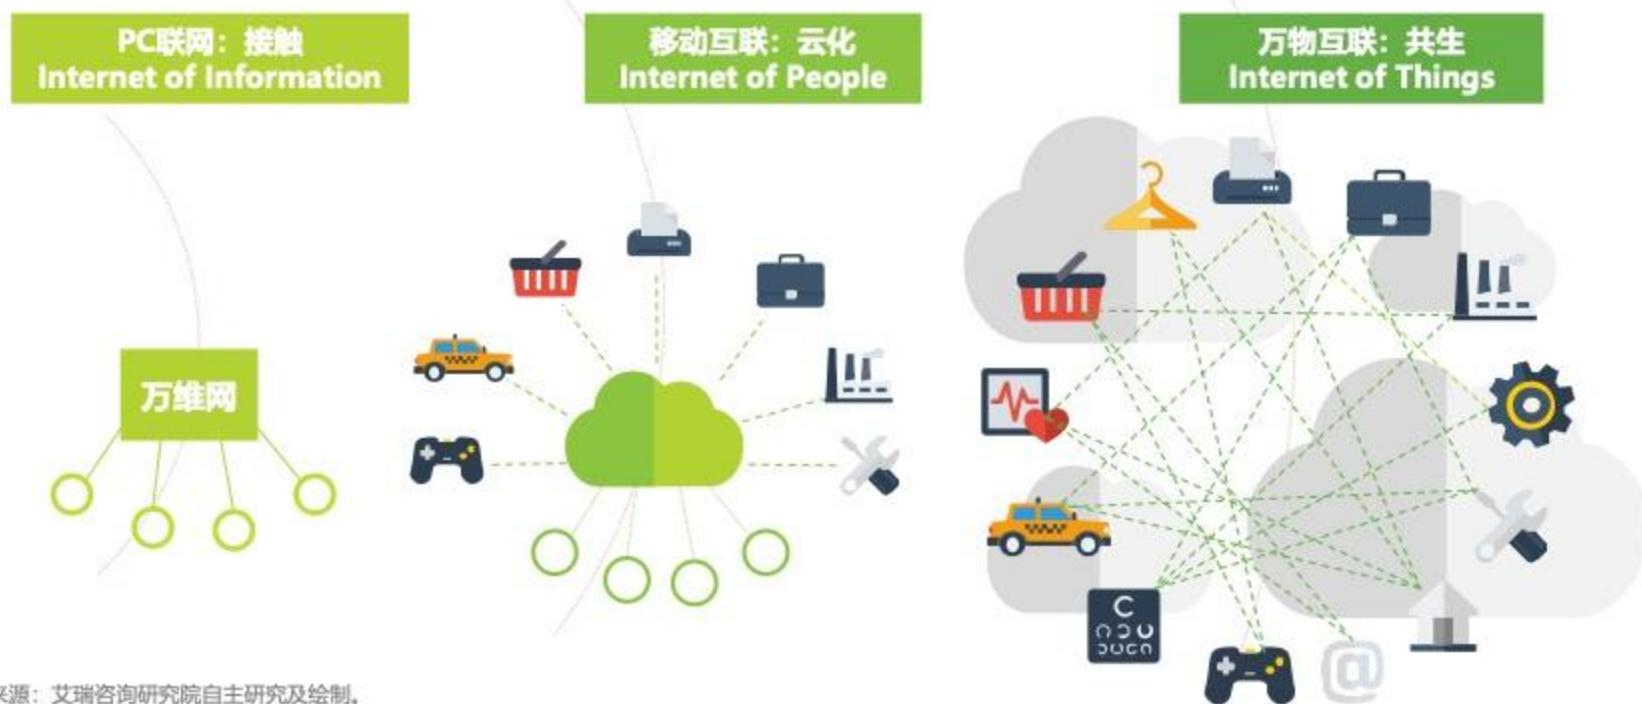 PC联网：接触
Internet of Information
移动互联：云化
Internet of People
万物互联：共生
Internet of Things
万维网
来源：艾瑞咨询研究院自主研究及绘制。